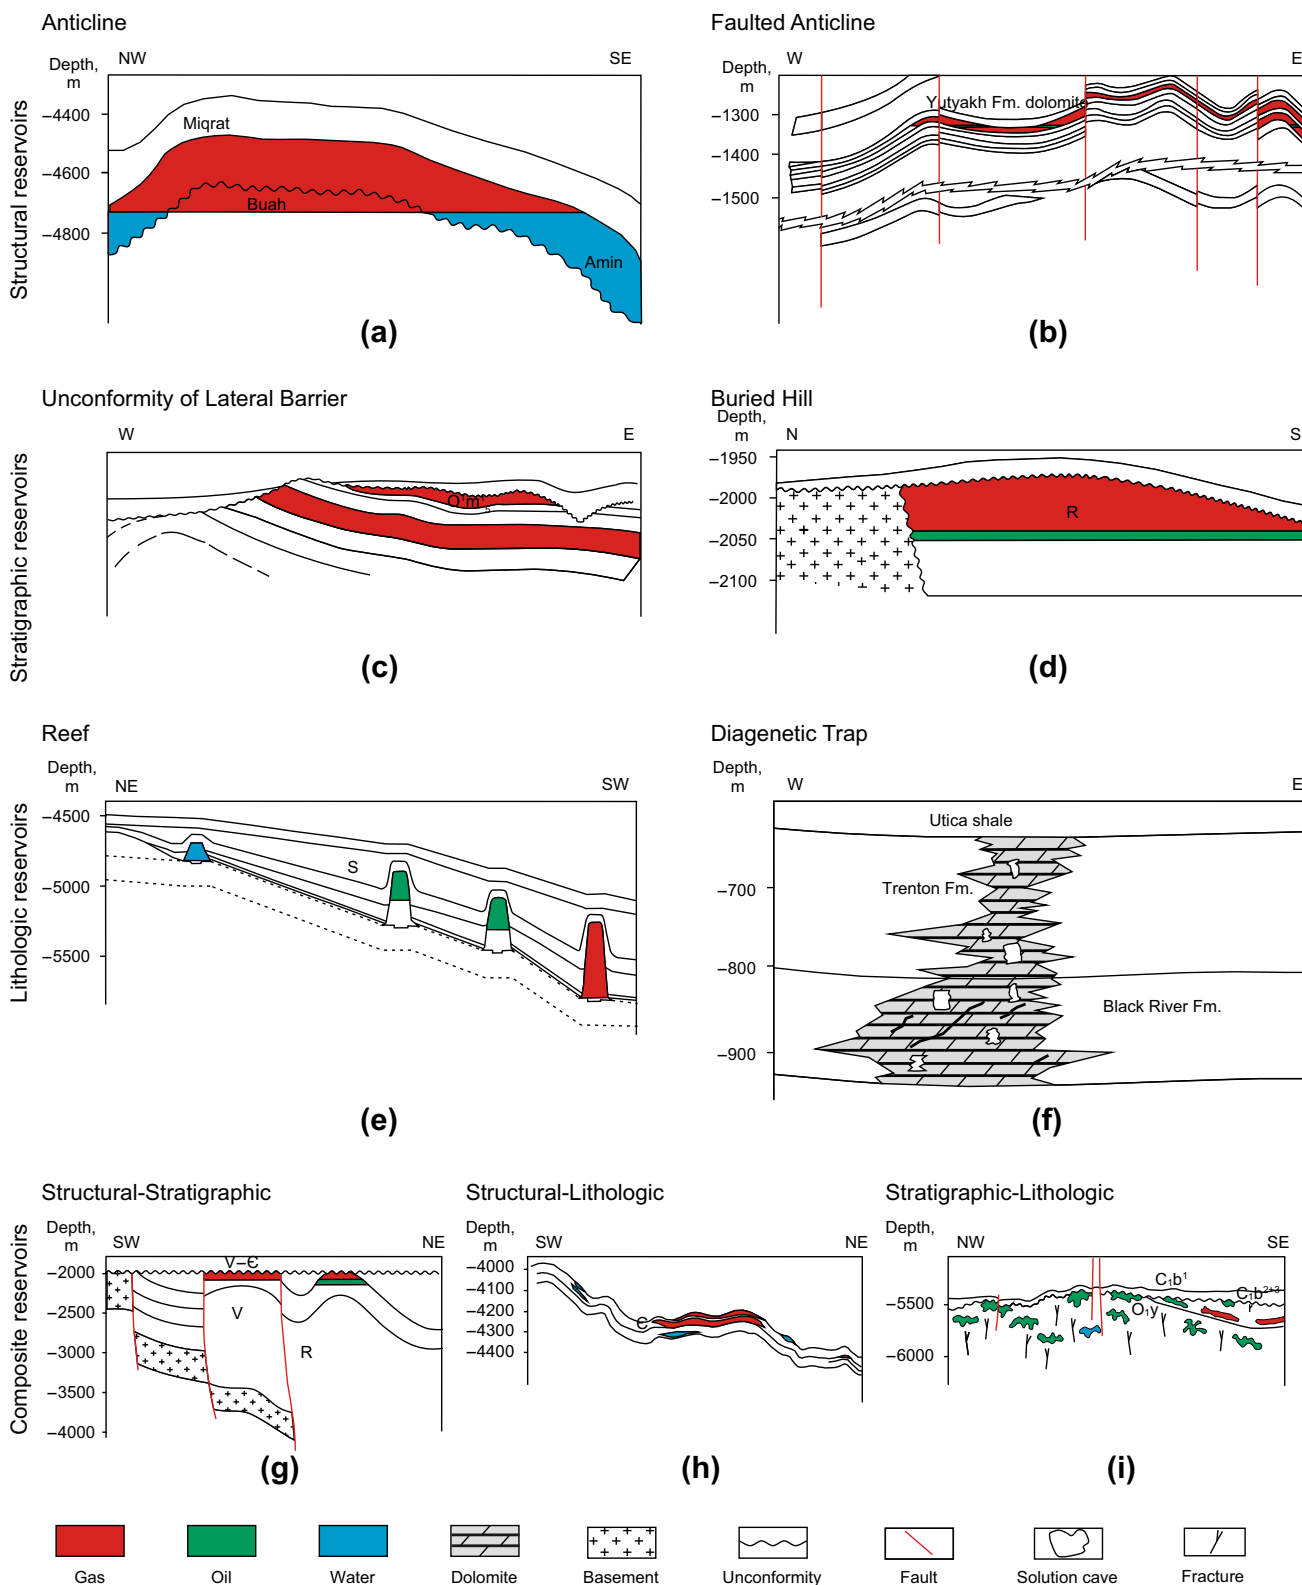 Structural reservoirs
Anticline
Depth,
m
NW
SE
–4400
–4600
–4800
Miqrat
Buah
Amin
(a)
Faulted Anticline
Depth,
m
W
E
–1300
–1400
–1500
Yutyakh Fm. dolomite
(b)
Stratigraphic reservoirs
Unconformity of Lateral Barrier
W
E
(c)
Buried Hill
Depth,
m
N
S
–1950
–2000
–2050
–2100
R
(d)
Lithologic reservoirs
Reef
Depth,
m
NE
SW
–4500
–5000
–5500
S
(e)
Diagenetic Trap
Depth,
m
W
E
–700
–800
–900
Utica shale
Trenton Fm.
Black River Fm.
(f)
Composite reservoirs
Structural-Stratigraphic
Depth,
m
SW
NE
–2000
–2500
–3000
–3500
–4000
V–Є
V
R
(g)
Structural-Lithologic
SW
NE
–4000
–4100
–4200
–4300
–4400
C
(h)
Stratigraphic-Lithologic
Depth,
m
NW
SE
–5500
–6000
C₁b¹
C₁b²⁺³
O₁y
(i)
Gas
Oil
Water
Dolomite
Basement
Unconformity
Fault
Solution cave
Fracture